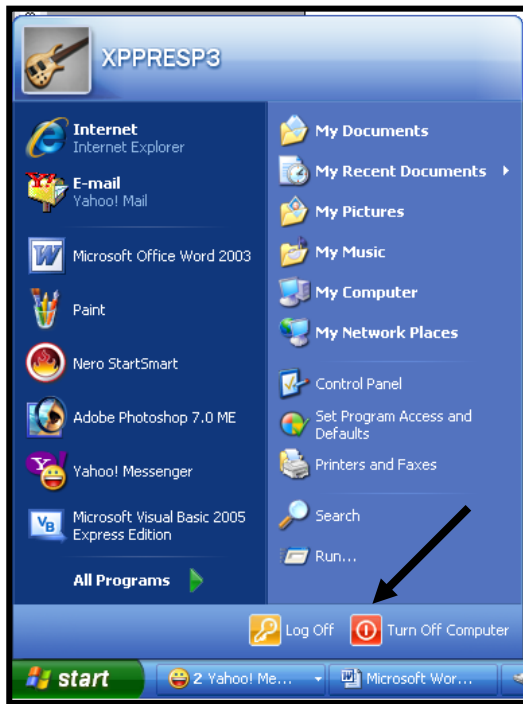 XPPRESP3
Internet
Internet Explorer
E-mail
Yahoo! Mail
Microsoft Office Word 2003
Paint
Nero StartSmart
Adobe Photoshop 7.0 ME
Yahoo! Messenger
Microsoft Visual Basic 2005
Express Edition
All Programs
My Documents
My Recent Documents
My Pictures
My Music
My Computer
My Network Places
Control Panel
Set Program Access and
Defaults
Printers and Faxes
Search
Run...
Log Off
Turn Off Computer
start
2 Yahoo! Me...
Microsoft Wor...